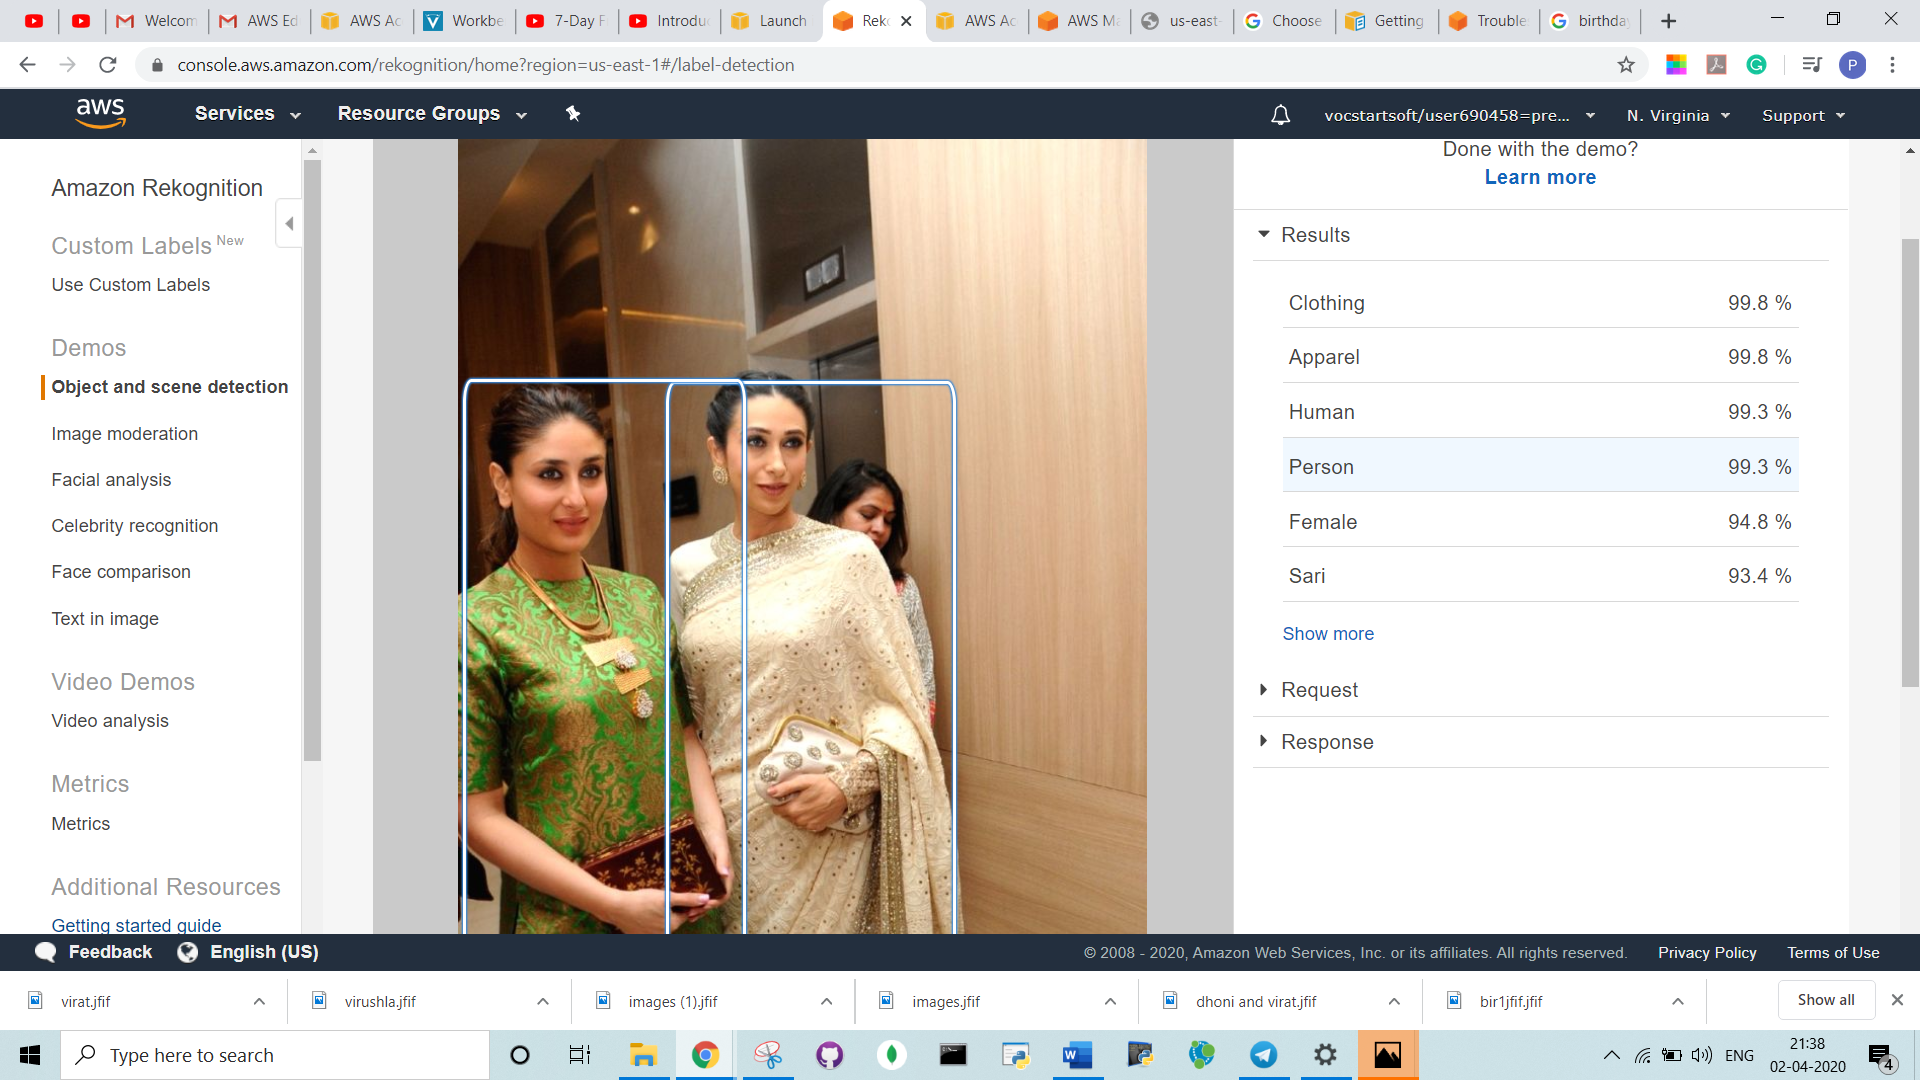 Welcom
AWS Ed
AWS Ac
Workbe
7-Day F
Introdu
Launch
Rek
AWS Ac
AWS Ma
us-east-
Choose
Getting
Trouble
birthda
console.aws.amazon.com/rekognition/home?region=us-east-1#/label-detection
P
aws
Services
Resource Groups
vocstartsoft/user690458=pre...
N. Virginia
Support
Amazon Rekognition
Custom Labels New
Use Custom Labels
Demos
Object and scene detection
Image moderation
Facial analysis
Celebrity recognition
Face comparison
Text in image
Video Demos
Video analysis
Metrics
Metrics
Additional Resources
Getting started guide
Done with the demo?
Learn more
Results
Clothing 99.8 %
Apparel 99.8 %
Human 99.3 %
Person 99.3 %
Female 94.8 %
Sari 93.4 %
Show more
Request
Response
Feedback
English (US)
© 2008 - 2020, Amazon Web Services, Inc. or its affiliates. All rights reserved.
Privacy Policy
Terms of Use
virat.jfif
virushla.jfif
images (1).jfif
images.jfif
dhoni and virat.jfif
bir1jfif.jfif
Show all
Type here to search
ENG
21:38
02-04-2020
4